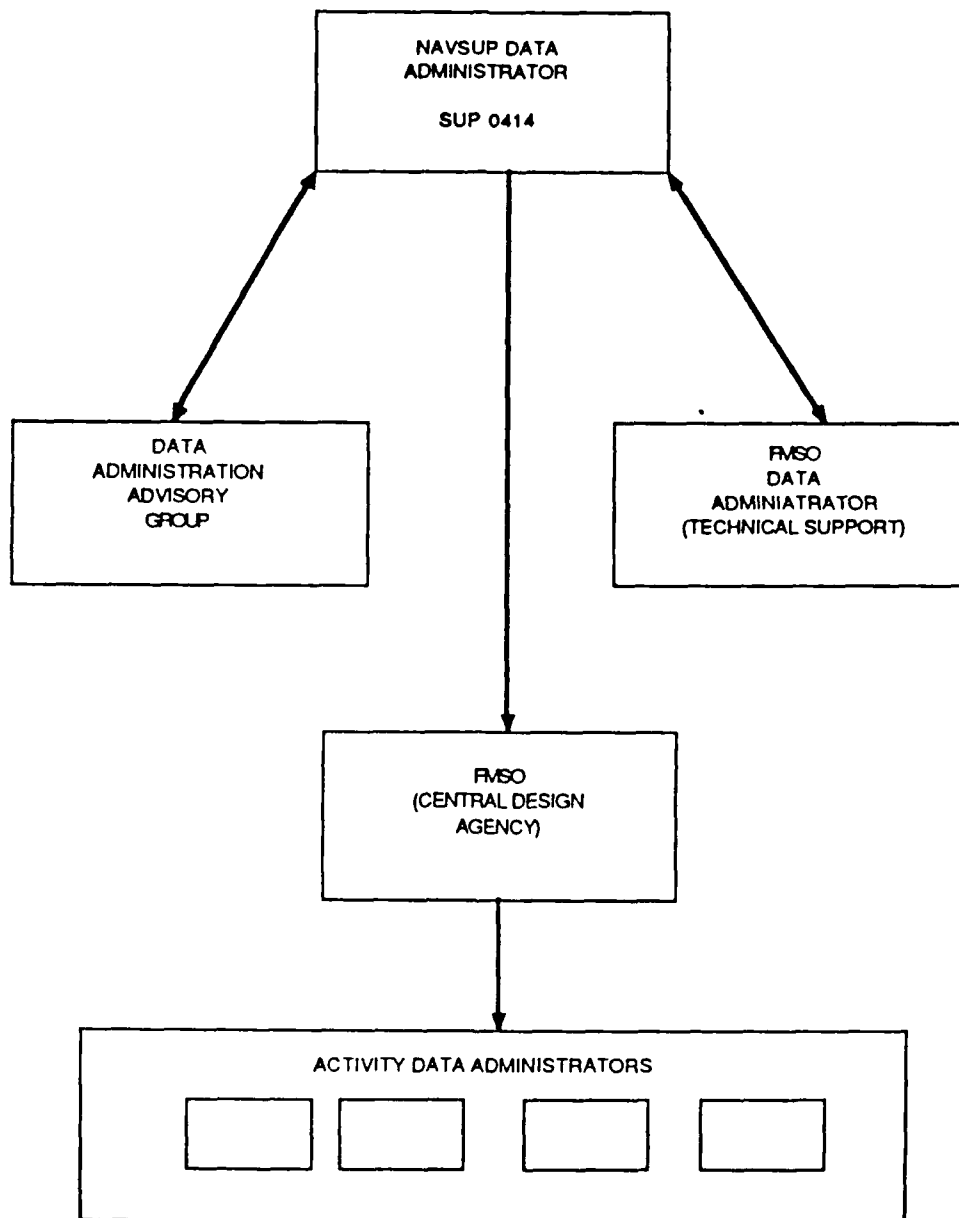 NAVSUP DATA
ADMINISTRATOR
SUP 0414
DATA
ADMINISTRATION
ADVISORY
GROUP
FMSO
DATA
ADMINIATRATOR
(TECHNICAL SUPPORT)
FMSO
(CENTRAL DESIGN
AGENCY)
ACTIVITY DATA ADMINISTRATORS